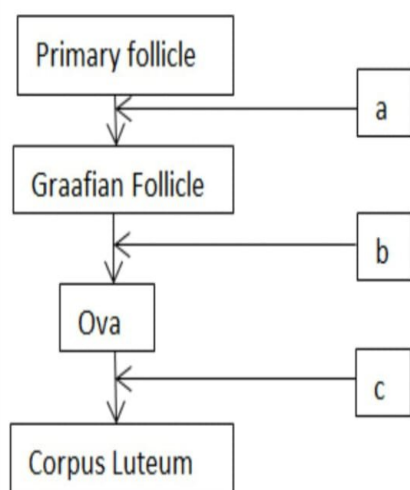 Primary follicle
a
Graafian Follicle
b
Ova
c
Corpus Luteum